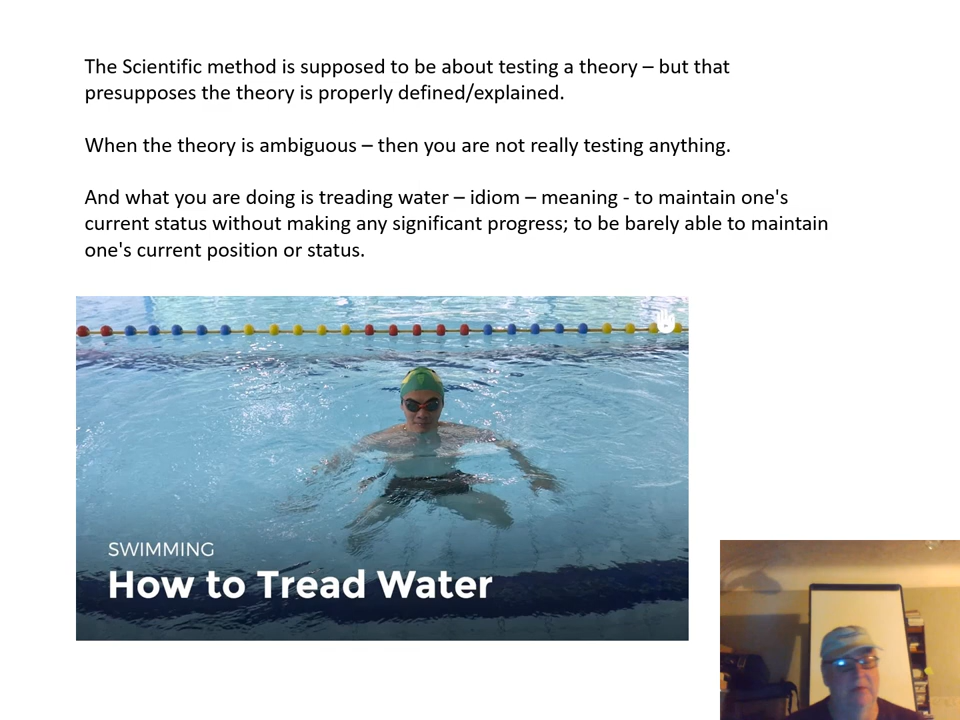 The Scientific method is supposed to be about testing a theory – but that
presupposes the theory is properly defined/explained.
When the theory is ambiguous – then you are not really testing anything.
And what you are doing is treading water – idiom – meaning - to maintain one's
current status without making any significant progress; to be barely able to maintain
one's current position or status.
SWIMMING
How to Tread Water